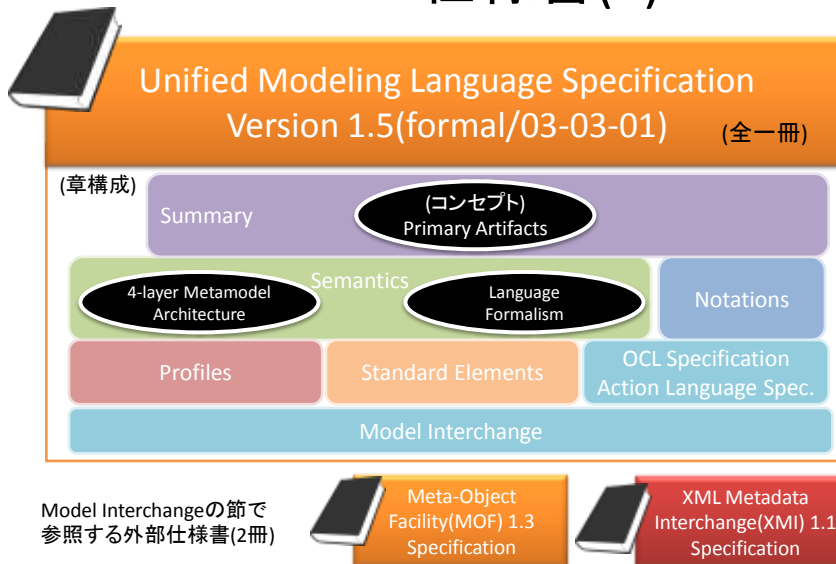 Unified Modeling Language Specification
Version 1.5(formal/03-03-01)
(全一冊)
(章構成)
Summary
(コンセプト)
Primary Artifacts
Semantics
4-layer Metamodel
Architecture
Language
Formalism
Notations
Profiles
Standard Elements
OCL Specification
Action Language Spec.
Model Interchange
Model Interchangeの節で
参照する外部仕様書(2冊)
Meta-Object
Facility(MOF) 1.3
Specification
XML Metadata
Interchange(XMI) 1.1
Specification